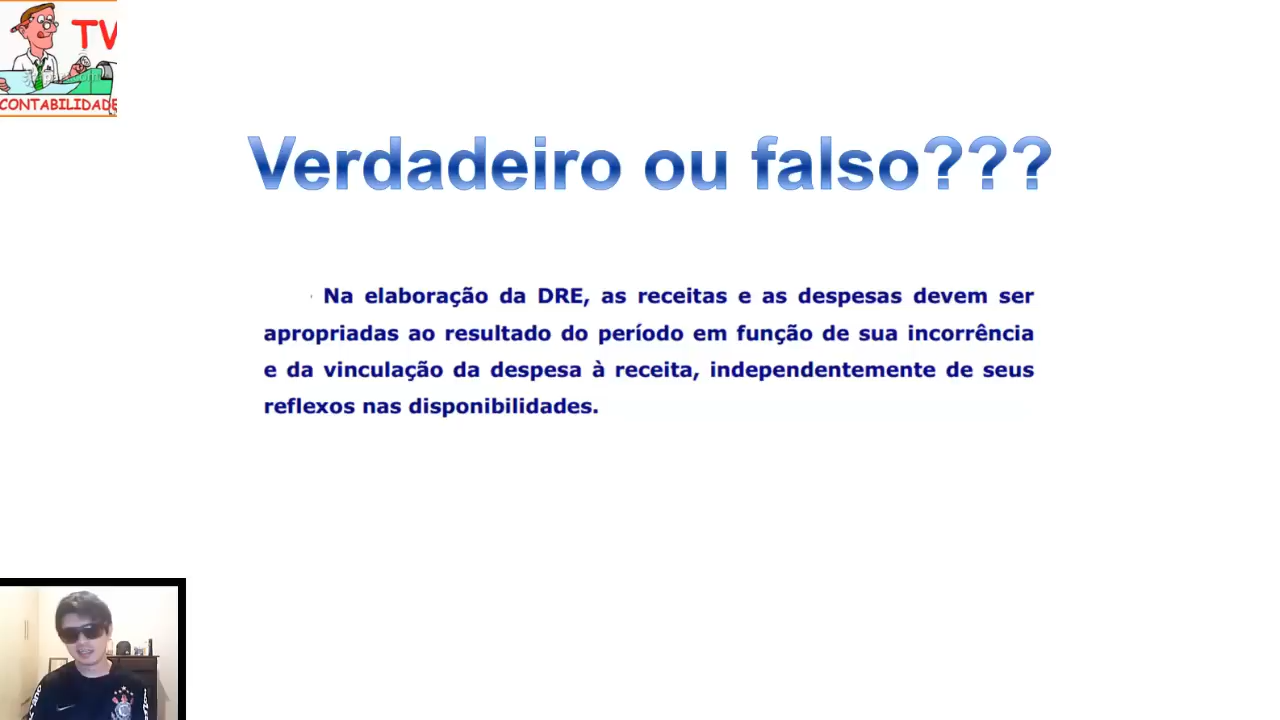 TV
CONTABILIDADE
Verdadeiro ou falso???
Na elaboração da DRE, as receitas e as despesas devem ser
apropriadas ao resultado do período em função de sua incorrência
e da vinculação da despesa à receita, independentemente de seus
reflexos nas disponibilidades.